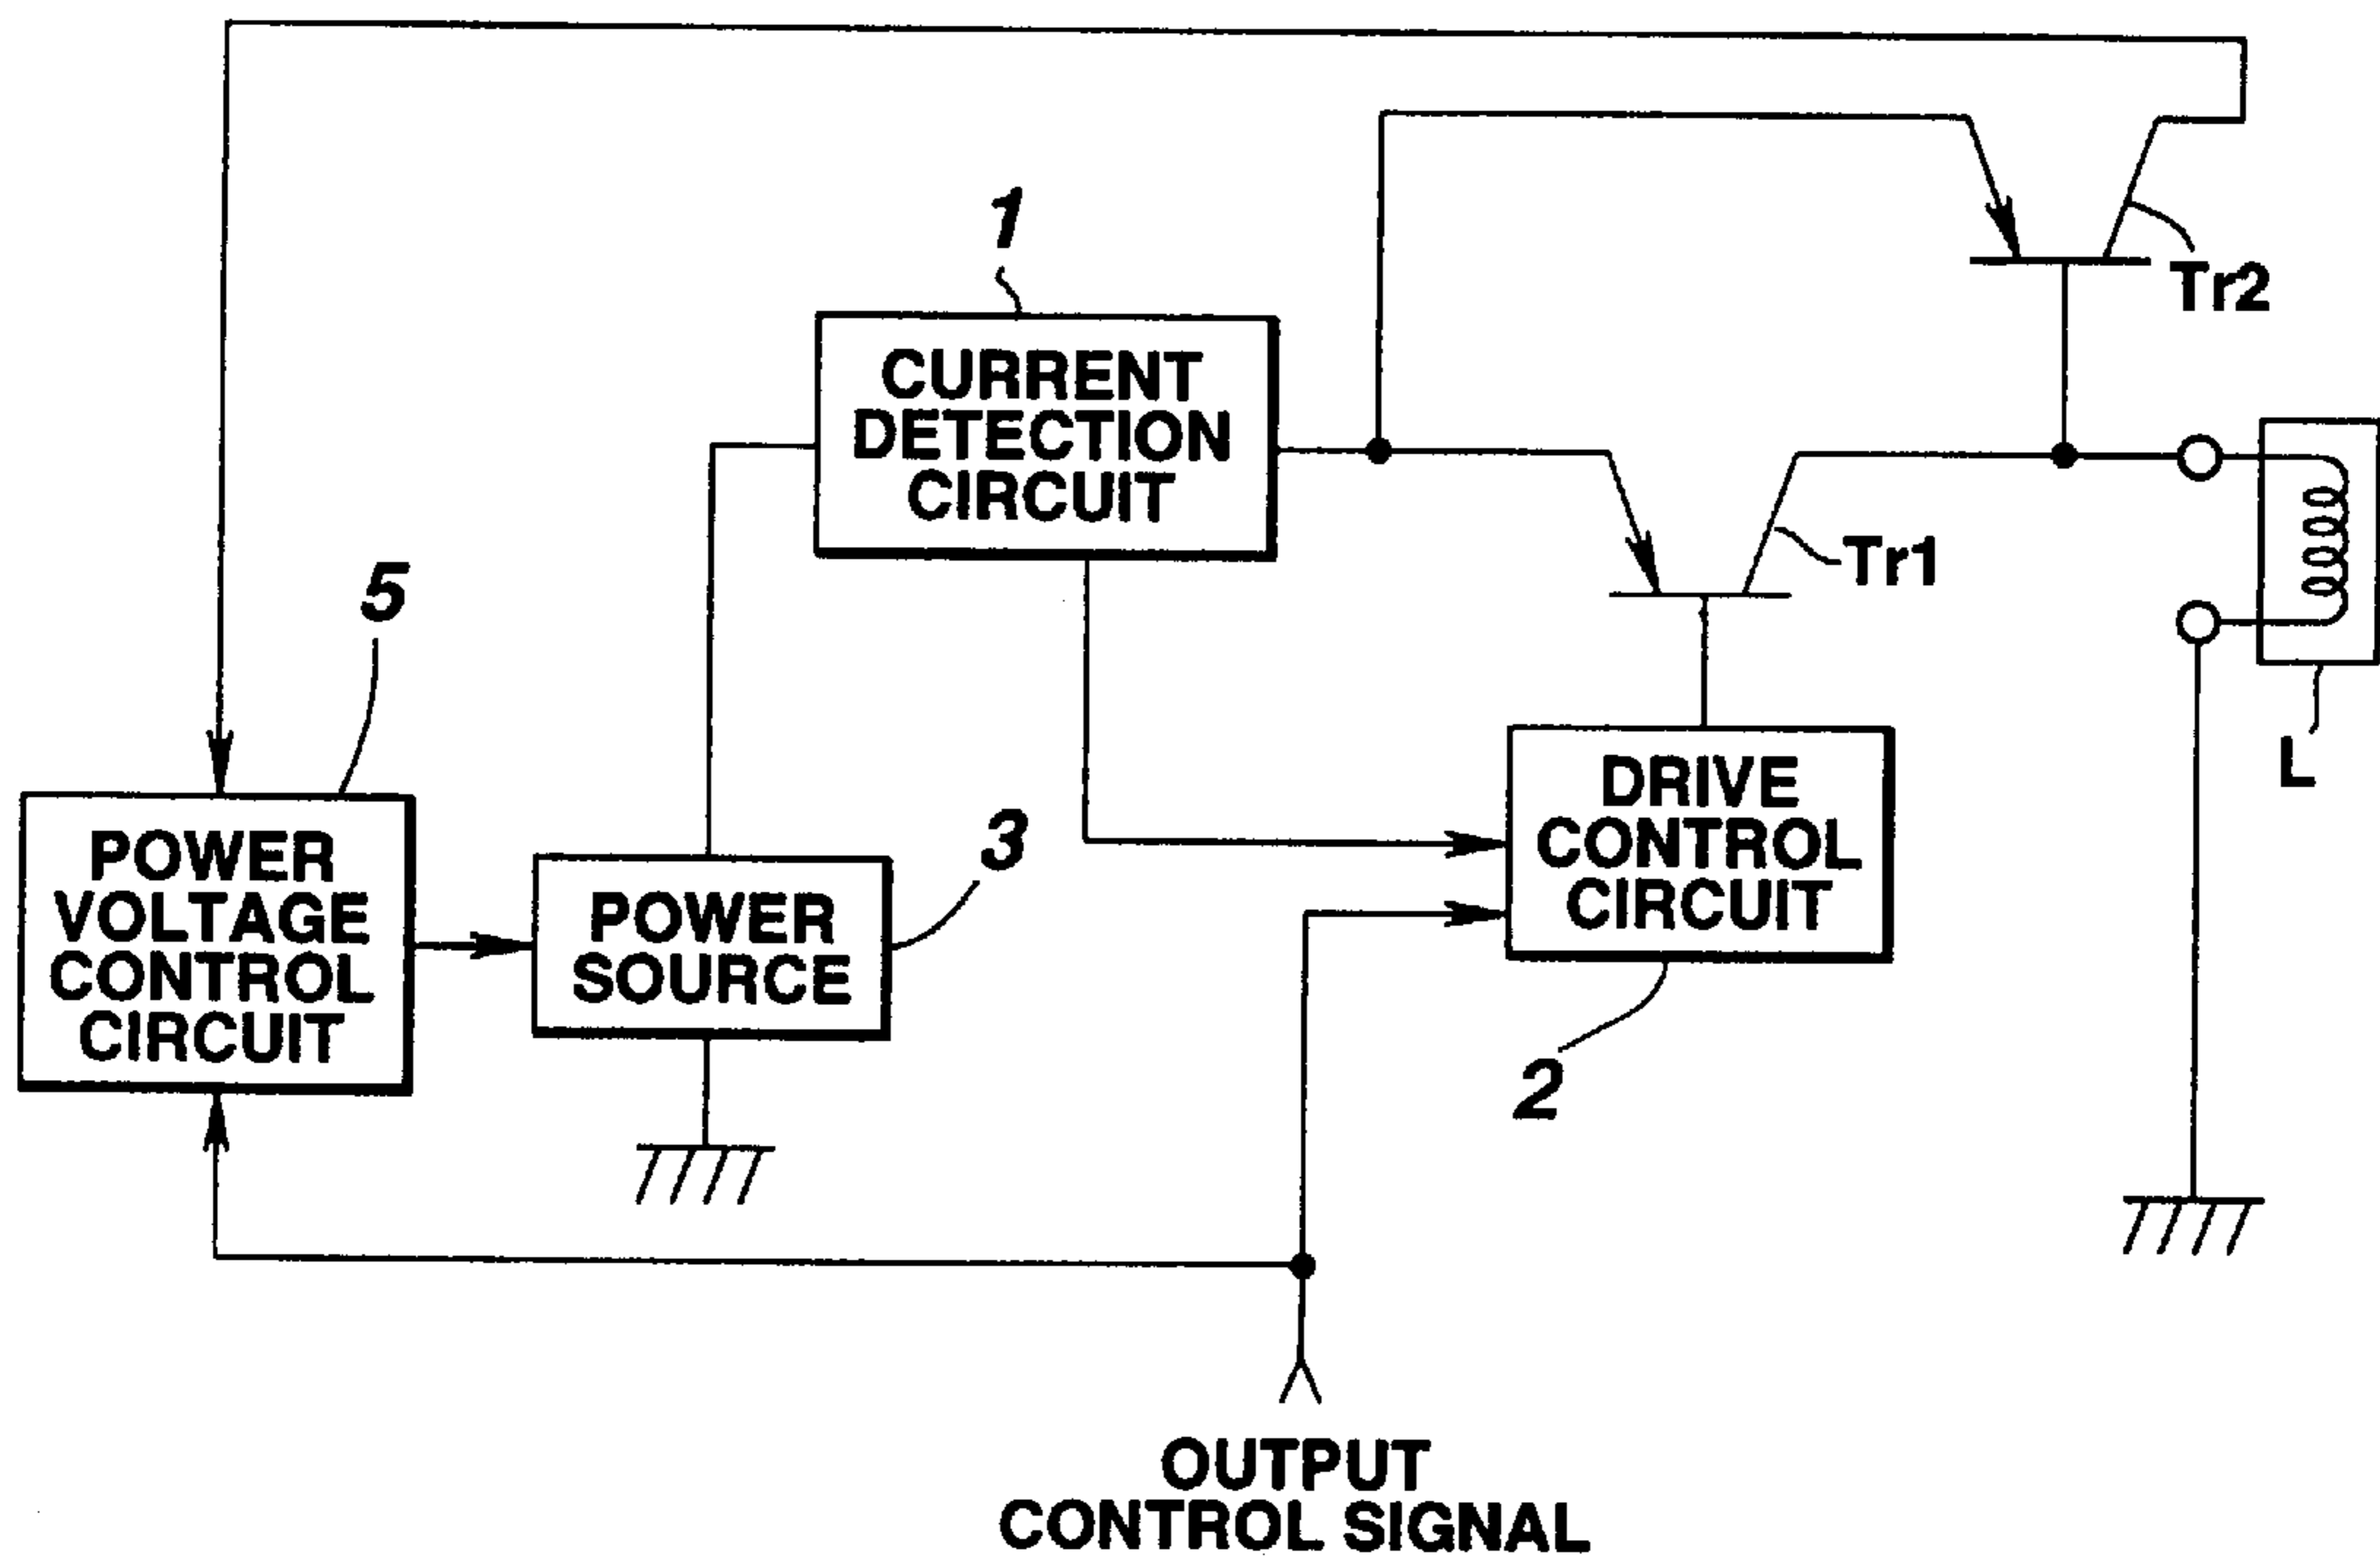 1
Tr2
CURRENT
DETECTION
CIRCUIT
Tr1
5
L
DRIVE
CONTROL
CIRCUIT
3
POWER
VOLTAGE
CONTROL
CIRCUIT
POWER
SOURCE
2
OUTPUT
CONTROL SIGNAL